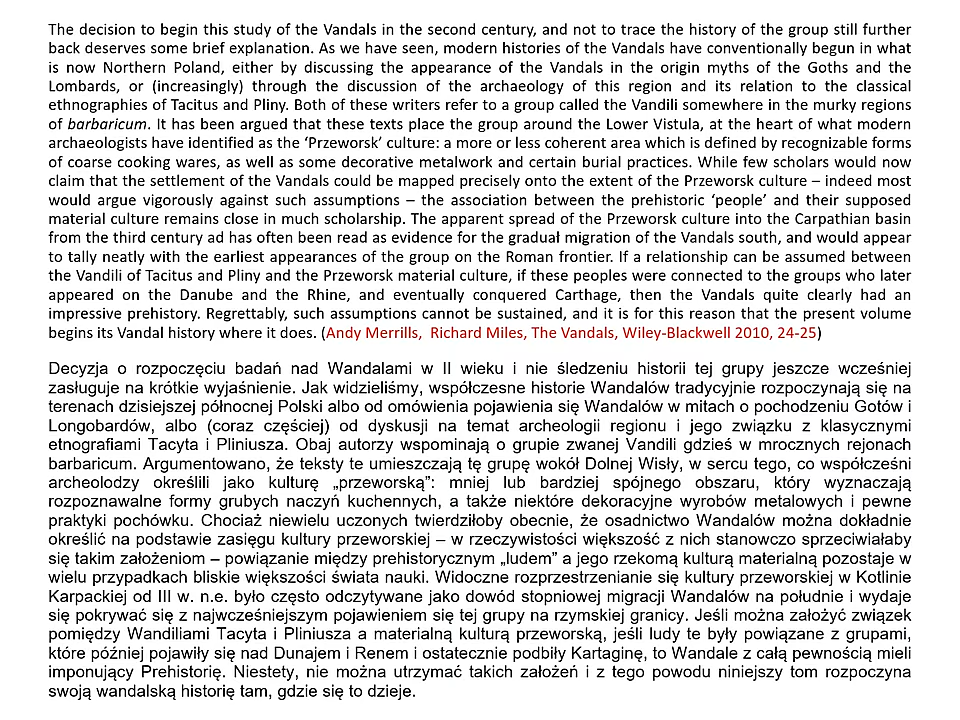 The decision to begin this study of the Vandals in the second century, and not to trace the history of the group still further
back deserves some brief explanation. As we have seen, modern histories of the Vandals have conventionally begun in what
is now Northern Poland, either by discussing the appearance of the Vandals in the origin myths of the Goths and the
Lombards, or (increasingly) through the discussion of the archaeology of this region and its relation to the classical
ethnographies of Tacitus and Pliny. Both of these writers refer to a group called the Vandili somewhere in the murky regions
of barbaricum. It has been argued that these texts place the group around the Lower Vistula, at the heart of what modern
archaeologists have identified as the ‘Przeworsk’ culture: a more or less coherent area which is defined by recognizable forms
of coarse cooking wares, as well as some decorative metalwork and certain burial practices. While few scholars would now
claim that the settlement of the Vandals could be mapped precisely onto the extent of the Przeworsk culture – indeed most
would argue vigorously against such assumptions – the association between the prehistoric ‘people’ and their supposed
material culture remains close in much scholarship. The apparent spread of the Przeworsk culture into the Carpathian basin
from the third century ad has often been read as evidence for the gradual migration of the Vandals south, and would appear
to tally neatly with the earliest appearances of the group on the Roman frontier. If a relationship can be assumed between
the Vandili of Tacitus and Pliny and the Przeworsk material culture, if these peoples were connected to the groups who later
appeared on the Danube and the Rhine, and eventually conquered Carthage, then the Vandals quite clearly had an
impressive prehistory. Regrettably, such assumptions cannot be sustained, and it is for this reason that the present volume
begins its Vandal history where it does. (Andy Merrills, Richard Miles, The Vandals, Wiley-Blackwell 2010, 24-25)
Decyzja o rozpoczęciu badań nad Wandalami w II wieku i nie śledzeniu historii tej grupy jeszcze wcześniej
zasługuje na krótkie wyjaśnienie. Jak widzieliśmy, współczesne historie Wandalów tradycyjnie rozpoczynają się na
terenach dzisiejszej północnej Polski albo od omówienia pojawienia się Wandalów w mitach o pochodzeniu Gotów i
Longobardów, albo (coraz częściej) od dyskusji na temat archeologii regionu i jego związku z klasycznymi
etnografiami Tacyta i Pliniusza. Obaj autorzy wspominają o grupie zwanej Vandili gdzieś w mrocznych rejonach
barbaricum. Argumentowano, że teksty te umieszczają tę grupę wokół Dolnej Wisły, w sercu tego, co współcześni
archeolodzy określili jako kulturę „przeworską”: mniej lub bardziej spójnego obszaru, który wyznaczają
rozpoznawalne formy grubych naczyń kuchennych, a także niektóre dekoracyjne wyrobów metalowych i pewne
praktyki pochówku. Chociaż niewielu uczonych twierdziłoby obecnie, że osadnictwo Wandalów można dokładnie
określić na podstawie zasięgu kultury przeworskiej – w rzeczywistości większość z nich stanowczo sprzeciwiałaby
się takim założeniom – powiązanie między prehistorycznym „ludem” a jego rzekomą kulturą materialną pozostaje w
wielu przypadkach bliskie większości świata nauki. Widoczne rozprzestrzenianie się kultury przeworskiej w Kotlinie
Karpackiej od III w. n.e. było często odczytywane jako dowód stopniowej migracji Wandalów na południe i wydaje
się pokrywać się z najwcześniejszym pojawieniem się tej grupy na rzymskiej granicy. Jeśli można założyć związek
pomiędzy Wandiliami Tacyta i Pliniusza a materialną kulturą przeworską, jeśli ludy te były powiązane z grupami,
które później pojawiły się nad Dunajem i Renem i ostatecznie podbiły Kartaginę, to Wandale z całą pewnością mieli
imponujący Prehistorię. Niestety, nie można utrzymać takich założeń i z tego powodu niniejszy tom rozpoczyna
swoją wandalską historię tam, gdzie się to dzieje.